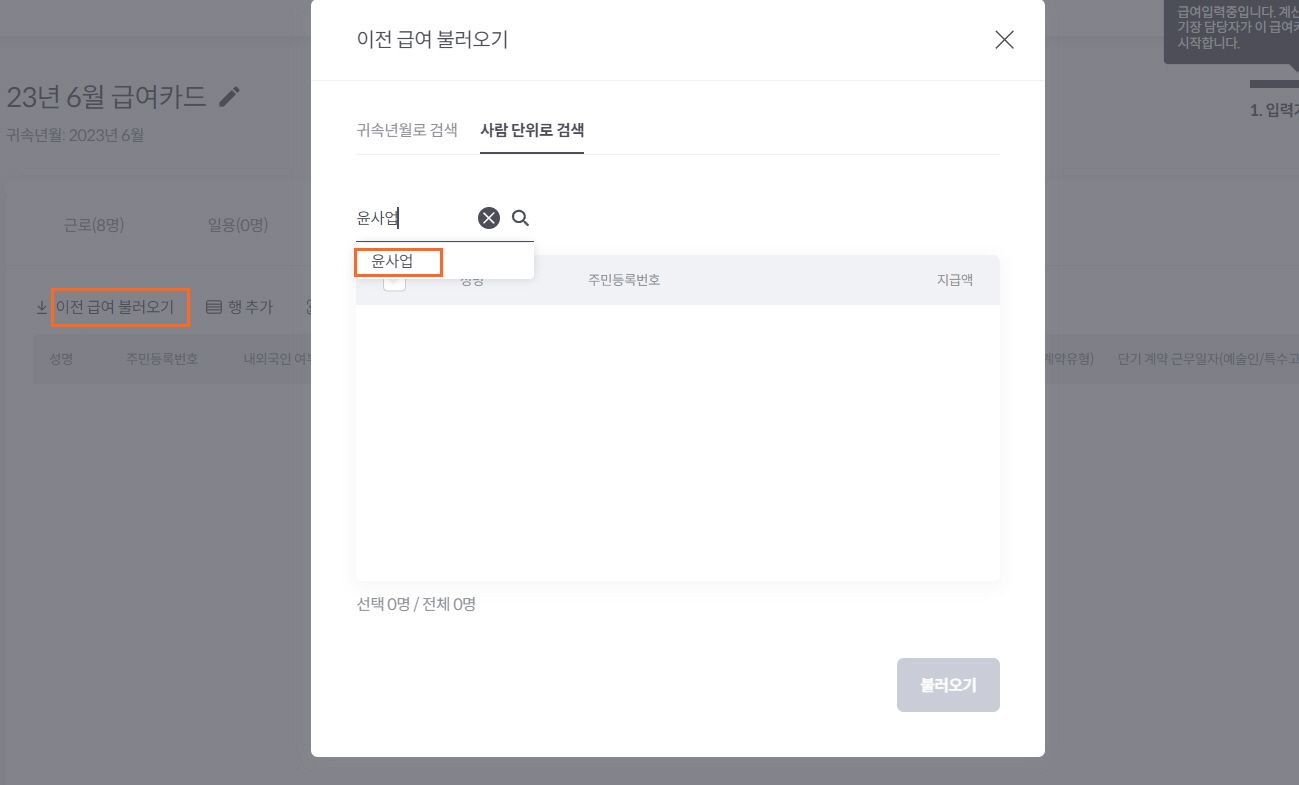 급여입력중입니다. 계산
기장 담당자가 이 급여카
시작합니다.
이전 급여 불러오기
23년 6월 급여카드
귀속년월: 2023년 6월
1. 입력
귀속년월로 검색 사람 단위로 검색
근로(8명) 일용(0명)
윤사업
윤사업
성명 주민등록번호 지급액
이전 급여 불러오기 행 추가
성명 주민등록번호 내외국인 여부 계약유형) 단기 계약 근무일자(예술인/특수고
선택 0명 / 전체 0명
불러오기